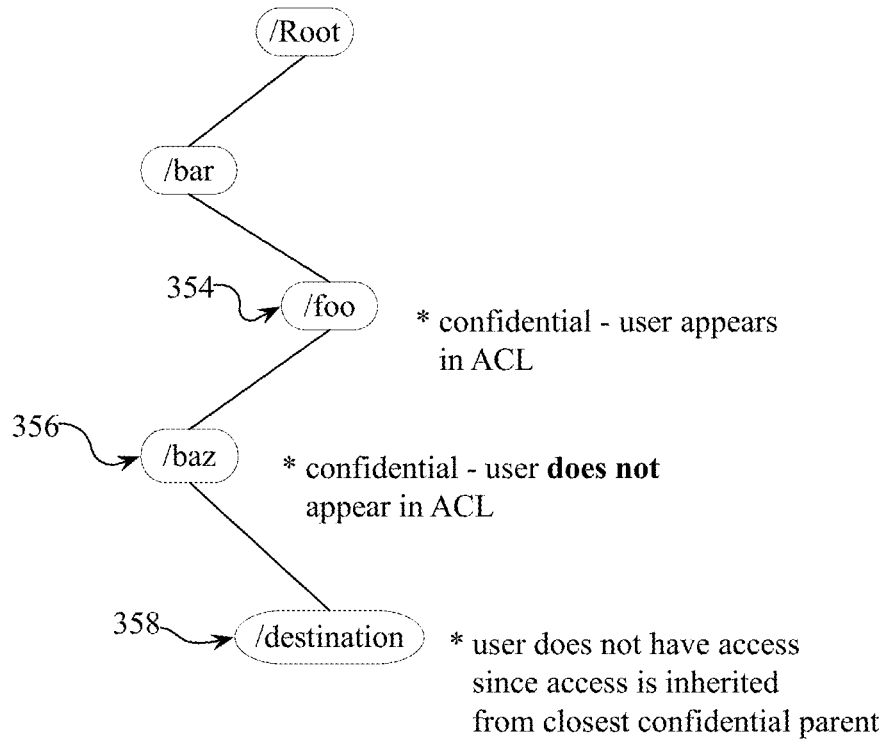 /Root
/bar
354
/foo
* confidential - user appears
in ACL
356
/baz
* confidential - user does not
appear in ACL
358
/destination
* user does not have access
since access is inherited
from closest confidential parent